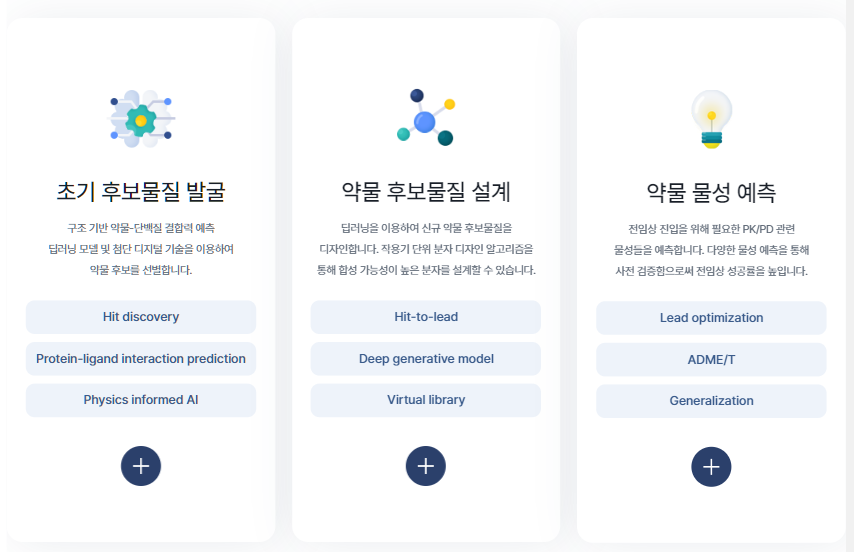 초기 후보물질 발굴
구조 기반 약물-단백질 결합력 예측
딥러닝 모델 및 첨단 디지털 기술을 이용하여
약물 후보를 선별합니다.
Hit discovery
Protein-ligand interaction prediction
Physics informed AI
약물 후보물질 설계
딥러닝을 이용하여 신규 약물 후보물질을
디자인합니다. 작용기 단위 분자 디자인 알고리즘을
통해 합성 가능성이 높은 분자를 설계할 수 있습니다.
Hit-to-lead
Deep generative model
Virtual library
약물 물성 예측
전임상 진입을 위해 필요한 PK/PD 관련
물성들을 예측합니다. 다양한 물성 예측을 통해
사전 검증함으로써 전임상 성공률을 높입니다.
Lead optimization
ADME/T
Generalization